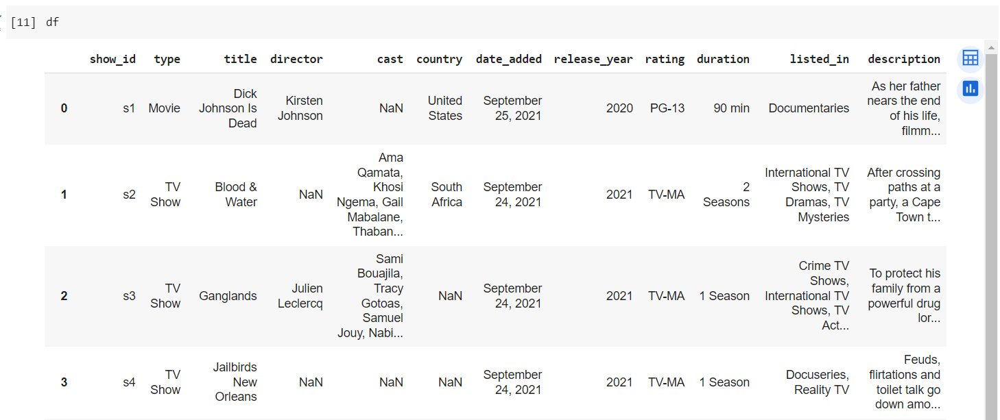 [11] df
show_id type title director cast country date_added release_year rating duration listed_in description
0 s1 Movie Dick Johnson Is Dead Kirsten Johnson NaN United States September 25, 2021 2020 PG-13 90 min Documentaries As her father nears the end of his life, filmm...
1 s2 TV Show Blood & Water NaN Ama Qamata, Khosi Ngema, Gail Mabalane, Thaban... South Africa September 24, 2021 2021 TV-MA 2 Seasons International TV Shows, TV Dramas, TV Mysteries After crossing paths at a party, a Cape Town t...
2 s3 TV Show Ganglands Julien Leclercq Sami Bouajila, Tracy Gotoas, Samuel Jouy, Nabi... NaN September 24, 2021 2021 TV-MA 1 Season Crime TV Shows, International TV Shows, TV Act... To protect his family from a powerful drug lor...
3 s4 TV Show Jailbirds New Orleans NaN NaN NaN September 24, 2021 2021 TV-MA 1 Season Docuseries, Reality TV Feuds, flirtations and toilet talk go down amo...